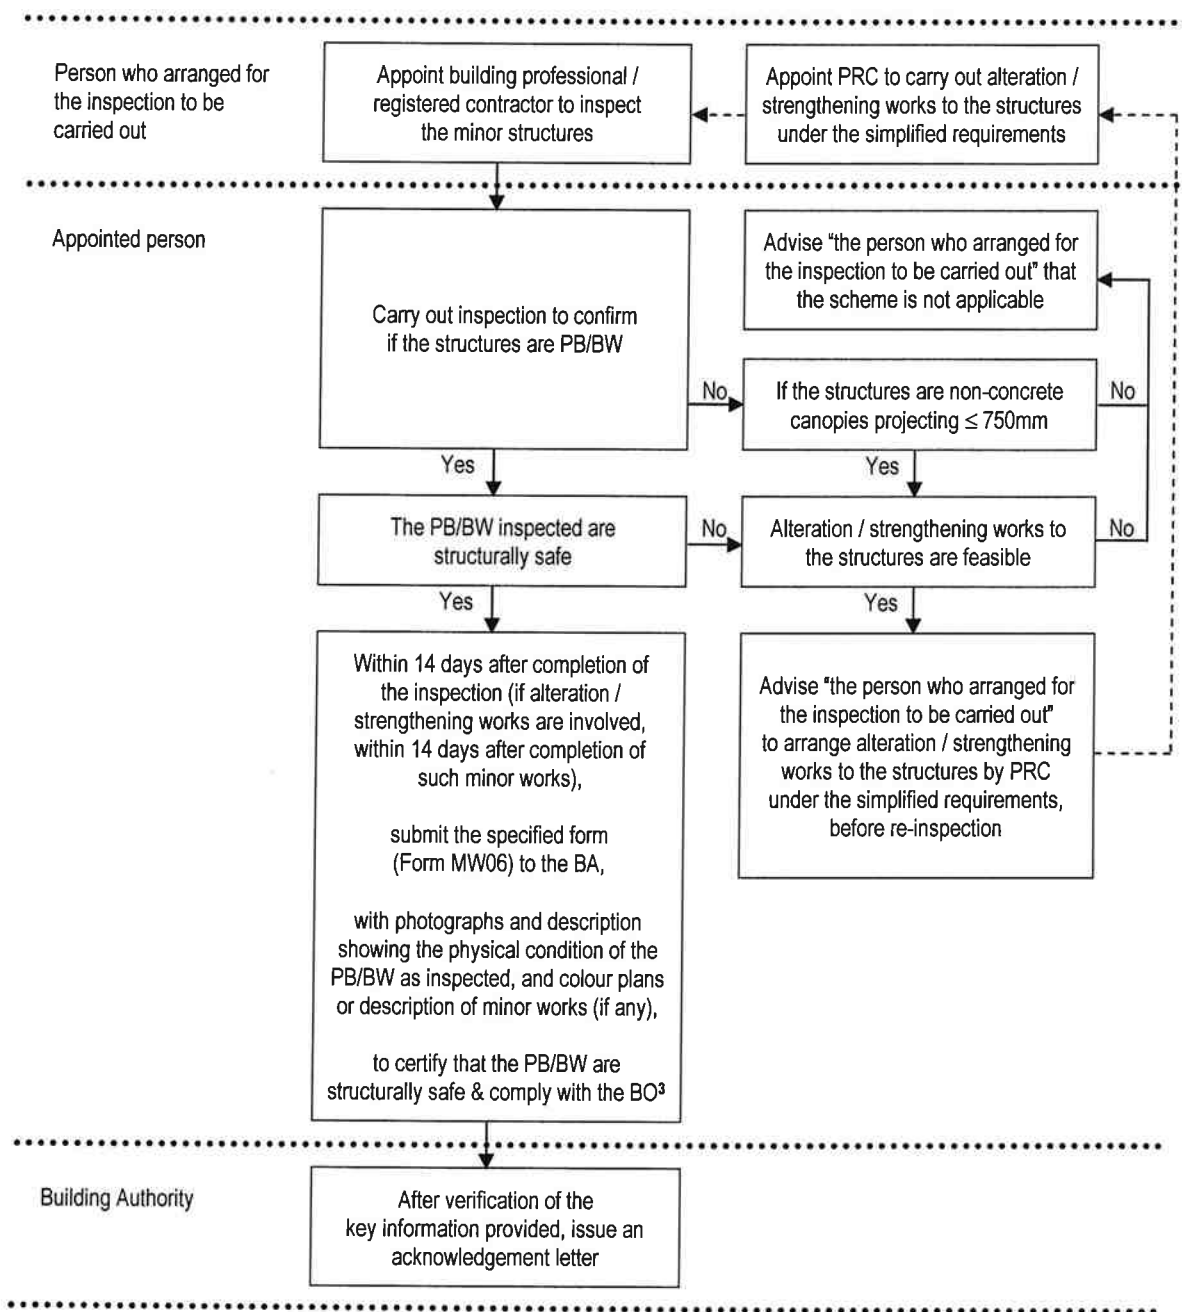 Person who arranged for
the inspection to be
carried out
Appoint building professional /
registered contractor to inspect
the minor structures
Appoint PRC to carry out alteration /
strengthening works to the structures
under the simplified requirements
Appointed person
Carry out inspection to confirm
if the structures are PB/BW
Advise "the person who arranged for
the inspection to be carried out" that
the scheme is not applicable
No
If the structures are non-concrete
canopies projecting ≤ 750mm
No
Yes
Yes
The PB/BW inspected are
structurally safe
No
Alteration / strengthening works to
the structures are feasible
No
Yes
Yes
Within 14 days after completion of
the inspection (if alteration /
strengthening works are involved,
within 14 days after completion of
such minor works),
submit the specified form
(Form MW06) to the BA,
with photographs and description
showing the physical condition of the
PB/BW as inspected, and colour plans
or description of minor works (if any),
to certify that the PB/BW are
structurally safe & comply with the BO³
Advise "the person who arranged for
the inspection to be carried out"
to arrange alteration / strengthening
works to the structures by PRC
under the simplified requirements,
before re-inspection
Building Authority
After verification of the
key information provided, issue an
acknowledgement letter